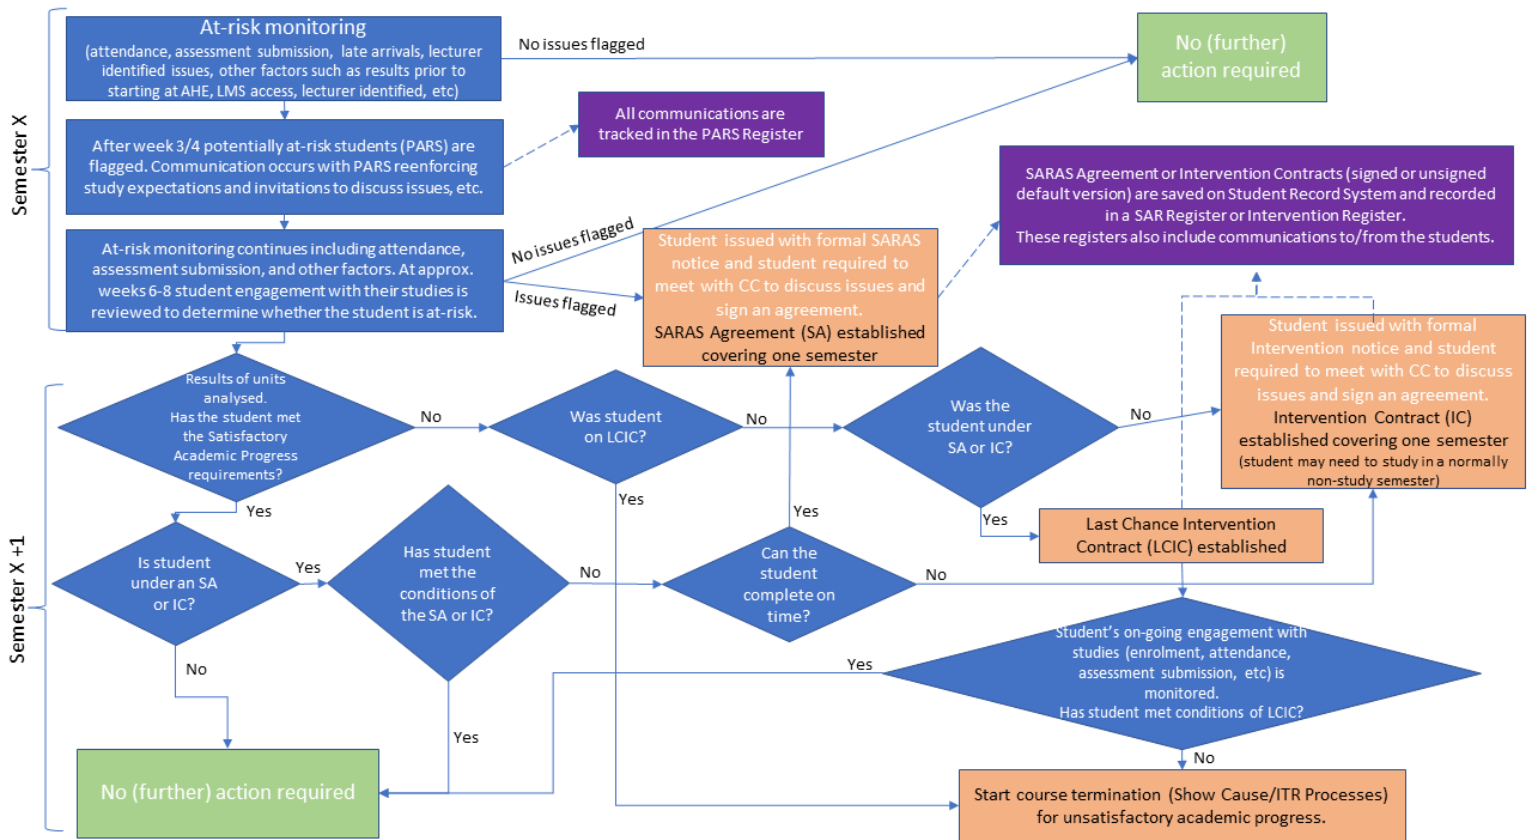 Semester X
At-risk monitoring
(attendance, assessment submission, late arrivals, lecturer
identified issues, other factors such as results prior to
starting at AHE, LMS access, lecturer identified, etc)
No issues flagged
No (further)
action required
After week 3/4 potentially at-risk students (PARS) are
flagged. Communication occurs with PARS reenforcing
study expectations and invitations to discuss issues, etc.
All communications are
tracked in the PARS Register
At-risk monitoring continues including attendance,
assessment submission, and other factors. At approx.
weeks 6-8 student engagement with their studies is
reviewed to determine whether the student is at-risk.
No issues flagged
Issues flagged
Student issued with formal SARAS
notice and student required to
meet with CC to discuss issues and
sign an agreement.
SARAS Agreement (SA) established
covering one semester
SARAS Agreement or Intervention Contracts (signed or unsigned
default version) are saved on Student Record System and recorded
in a SAR Register or Intervention Register.
These registers also include communications to/from the students.
Semester X +1
Results of units
analysed.
Has the student met
the Satisfactory
Academic Progress
requirements?
No
Was student
on LCIC?
No
Was the
student under
SA or IC?
No
Student issued with formal
Intervention notice and student
required to meet with CC to discuss
issues and sign an agreement.
Intervention Contract (IC)
established covering one semester
(student may need to study in a normally
non-study semester)
Yes
Yes
Yes
Yes
Last Chance Intervention
Contract (LCIC) established
Is student
under an SA
or IC?
Yes
Has student
met the
conditions of
the SA or IC?
No
Can the
student
complete on
time?
No
Student's on-going engagement with
studies (enrolment, attendance,
assessment submission, etc) is
monitored.
Has student met conditions of LCIC?
Yes
No
Yes
No
No (further) action required
Start course termination (Show Cause/ITR Processes)
for unsatisfactory academic progress.